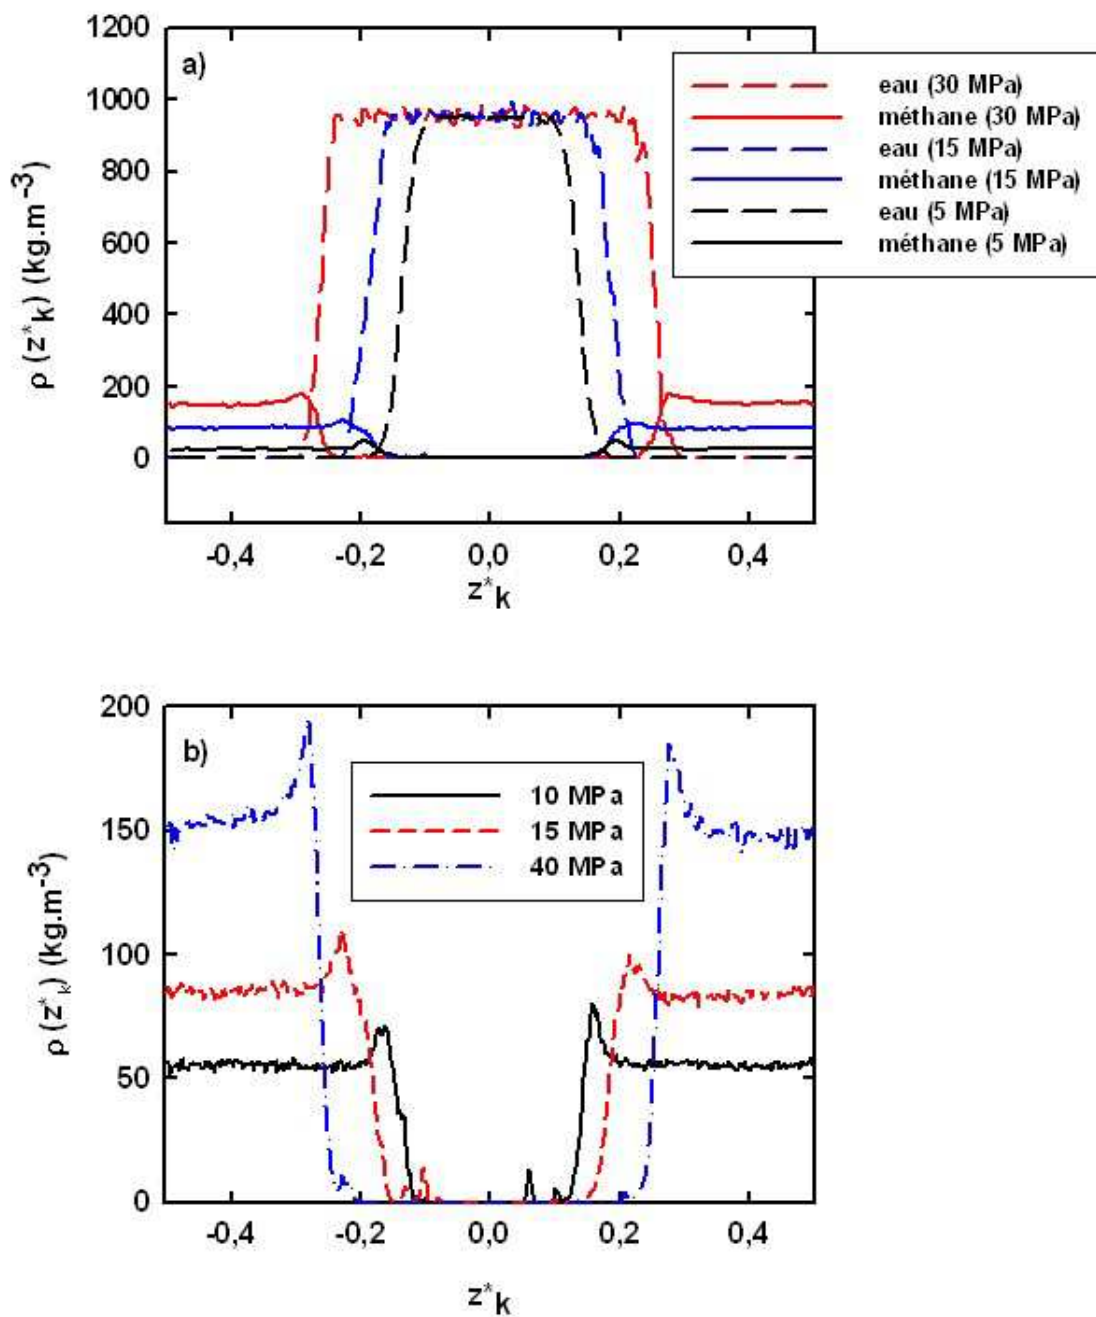 1200
1000
800
600
400
200
0
a)
ρ (z*k) (kg.m-3)
eau (30 MPa)
méthane (30 MPa)
eau (15 MPa)
méthane (15 MPa)
eau (5 MPa)
méthane (5 MPa)
-0,4 -0,2 0,0 0,2 0,4
z*k
200
150
100
50
0
b)
ρ (z*k) (kg.m-3)
10 MPa
15 MPa
40 MPa
-0,4 -0,2 0,0 0,2 0,4
z*k